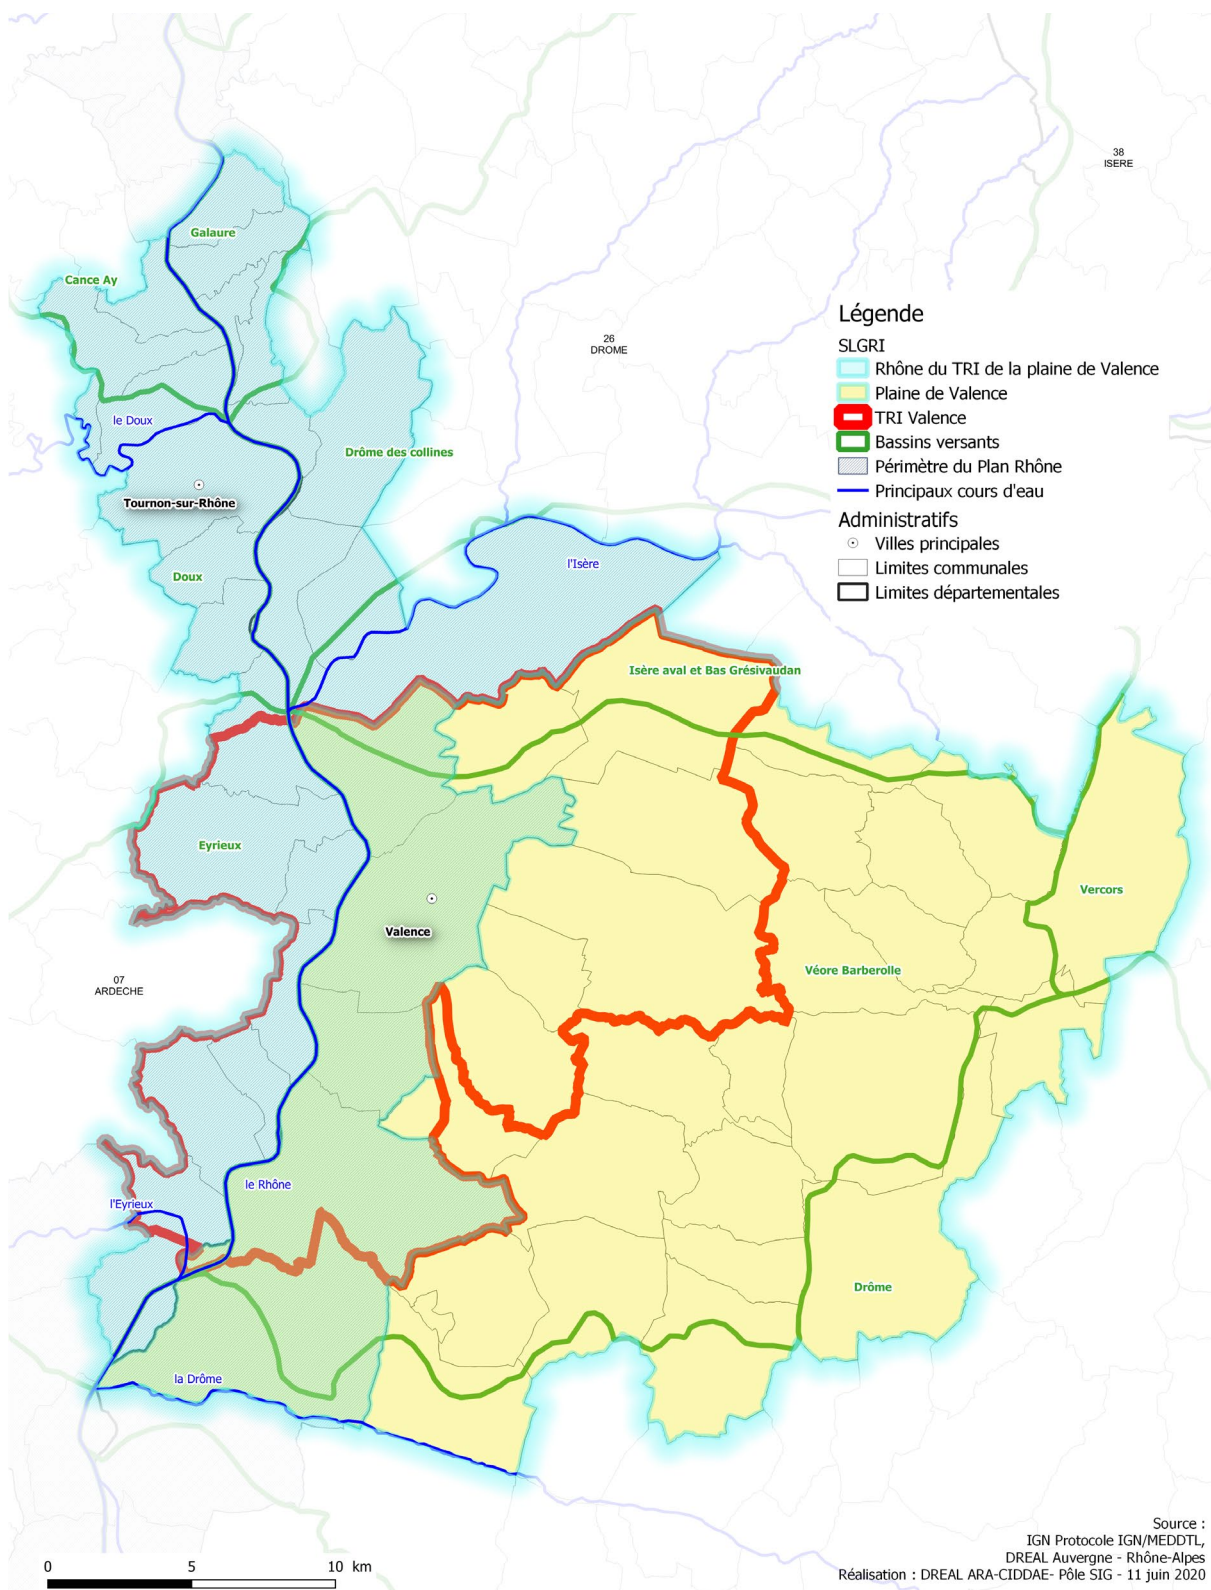 38
ISERE
Galaure
Cance Ay
Légende
SLGRI
26
DROME
Rhône du TRI de la plaine de Valence
Plaine de Valence
le Doux
TRI Valence
Bassins versants
Drôme des collines
Périmètre du Plan Rhône
Principaux cours d'eau
Tournon-sur-Rhône
Administratifs
Villes principales
l'Isère
Limites communales
Doux
Limites départementales
Isère aval et Bas Grésivaudan
Eyrieux
Vercors
Valence
Véore Barberolle
07
ARDECHE
le Rhône
l'Eyrieux
Drôme
la Drôme
Source :
IGN Protocole IGN/MEDDTL,
DREAL Auvergne - Rhône-Alpes
Réalisation : DREAL ARA-CIDDAE- Pôle SIG - 11 juin 2020
0 5 10 km